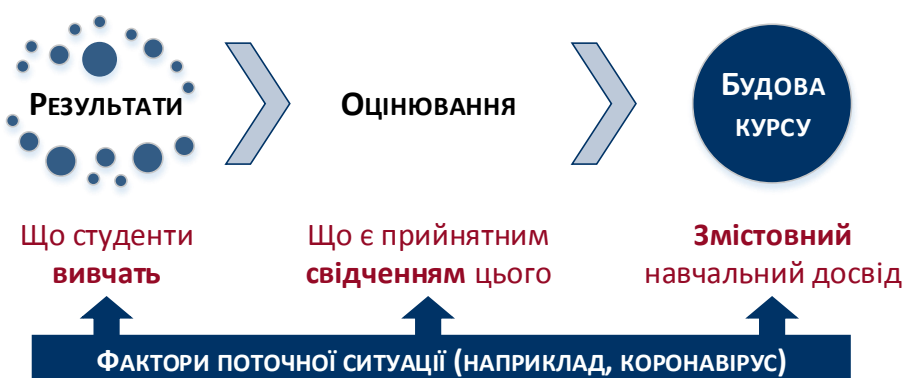 РЕЗУЛЬТАТИ
ОЦІНЮВАННЯ
БУДОВА
КУРСУ
Що студенти
вивчать
Що є прийнятним
свідченням цього
Змістовний
навчальний досвід
ФАКТОРИ ПОТОЧНОЇ СИТУАЦІЇ (НАПРИКЛАД, КОРОНАВІРУС)